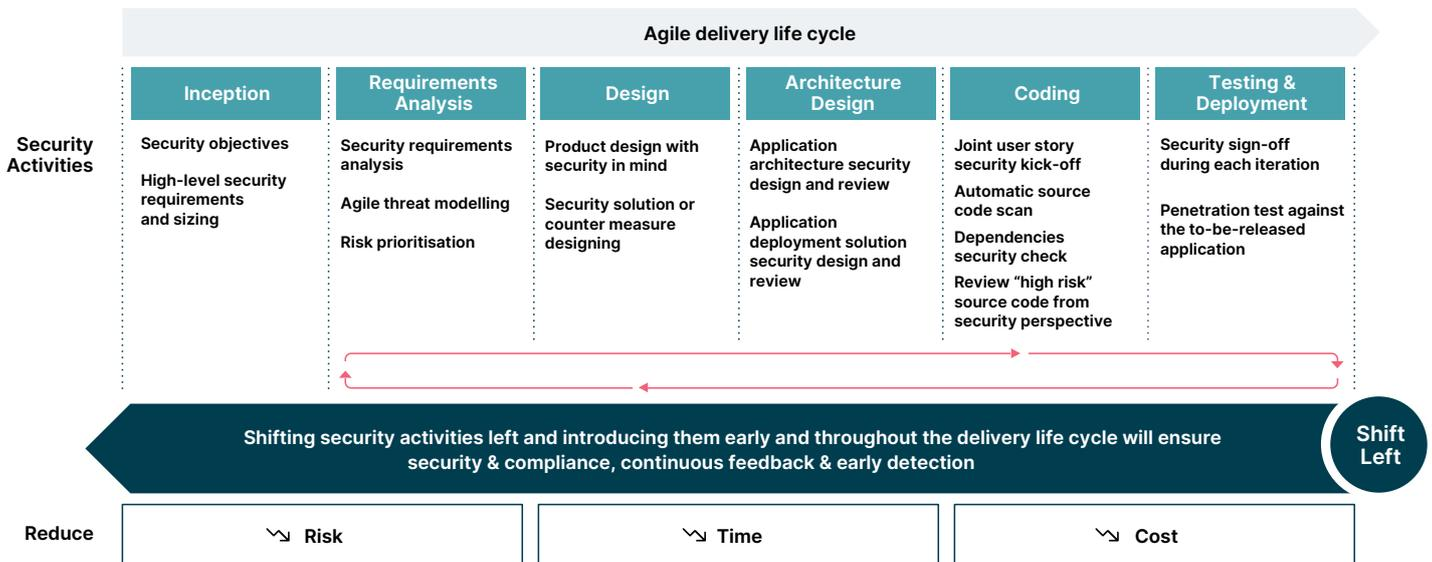 Agile delivery life cycle
Inception
Requirements
Analysis
Design
Architecture
Design
Coding
Testing &
Deployment
Security
Activities
Security objectives
High-level security
requirements
and sizing
Security requirements
analysis
Agile threat modelling
Risk prioritisation
Product design with
security in mind
Security solution or
counter measure
designing
Application
architecture security
design and review
Application
deployment solution
security design and
review
Joint user story
security kick-off
Automatic source
code scan
Dependencies
security check
Review “high risk”
source code from
security perspective
Security sign-off
during each iteration
Penetration test against
the to-be-released
application
Shifting security activities left and introducing them early and throughout the delivery life cycle will ensure
security & compliance, continuous feedback & early detection
Shift
Left
Reduce
Risk
Time
Cost